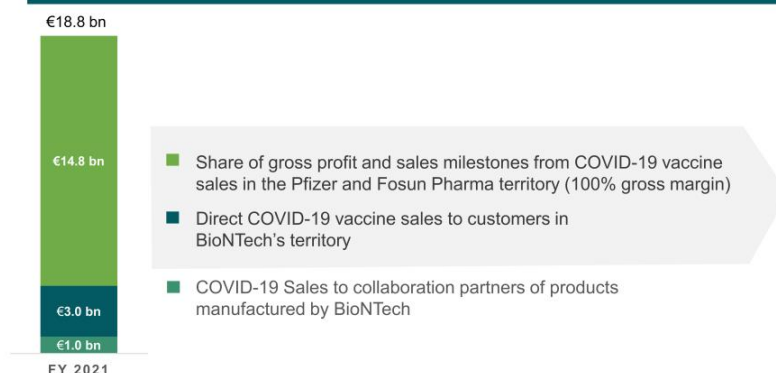 €18.8 bn
€14.8 bn
Share of gross profit and sales milestones from COVID-19 vaccine
sales in the Pfizer and Fosun Pharma territory (100% gross margin)
Direct COVID-19 vaccine sales to customers in
BioNTech's territory
COVID-19 Sales to collaboration partners of products
manufactured by BioNTech
€3.0 bn
€1.0 bn
FY 2021